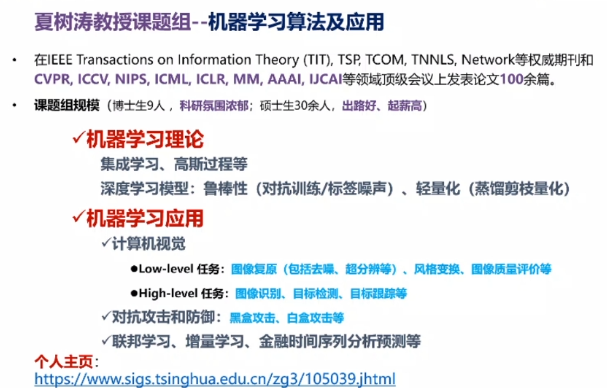 夏树涛教授课题组--机器学习算法及应用
• 在IEEE Transactions on Information Theory (TIT), TSP, TCOM, TNNLS, Network等权威期刊和
CVPR, ICCV, NIPS, ICML, ICLR, MM, AAAI, IJCAI等领域顶级会议上发表论文100余篇。
• 课题组规模（博士生9人，科研氛围浓郁；硕士生30余人，出路好、起薪高）
✓机器学习理论
集成学习、高斯过程等
深度学习模型：鲁棒性（对抗训练/标签噪声）、轻量化（蒸馏剪枝量化）
✓机器学习应用
✓计算机视觉
●Low-level 任务：图像复原（包括去噪、超分辨等）、风格变换、图像质量评价等
●High-level 任务：图像识别、目标检测、目标跟踪等
✓对抗攻击和防御：黑盒攻击、白盒攻击等
✓联邦学习、增量学习、金融时间序列分析预测等
个人主页：
https://www.sigs.tsinghua.edu.cn/zg3/105039.jhtml